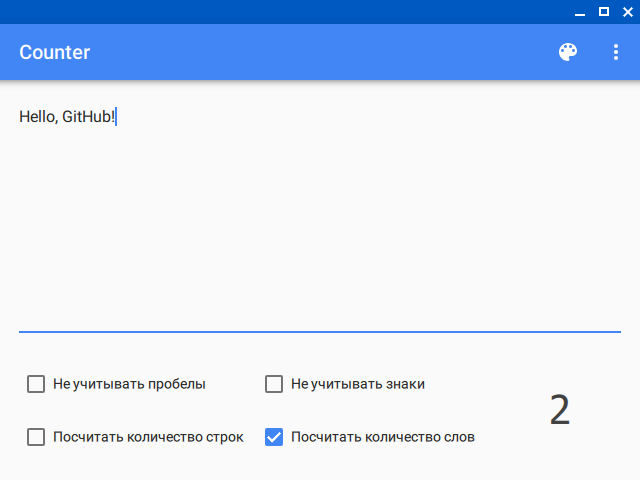 Counter
Hello, GitHub!
Не учитывать пробелы
Не учитывать знаки
2
Посчитать количество строк
Посчитать количество слов